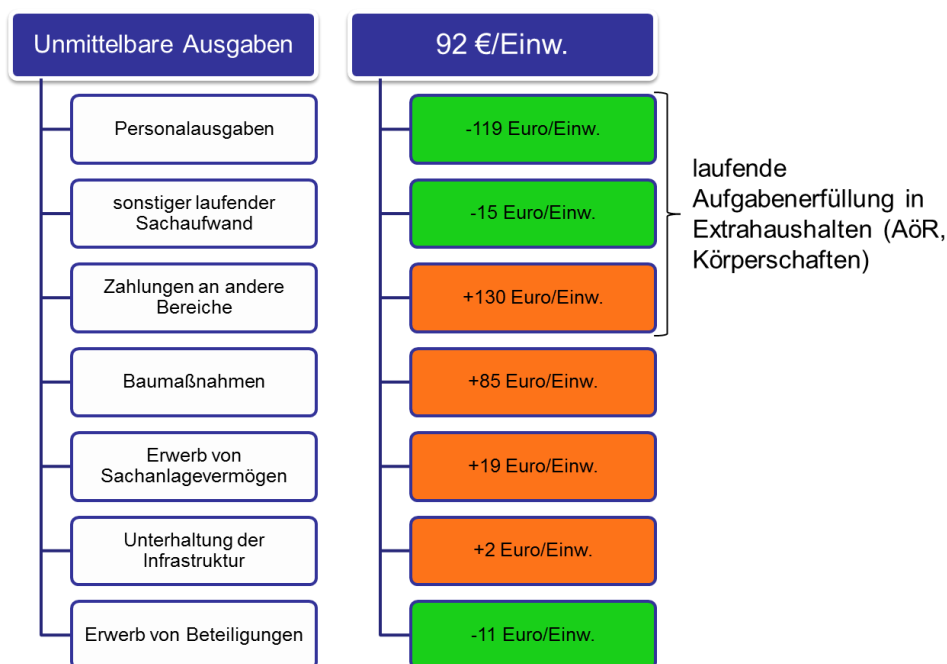 Unmittelbare Ausgaben
92 €/Einw.
Personalausgaben
-119 Euro/Einw.
sonstiger laufender
Sachaufwand
-15 Euro/Einw.
Zahlungen an andere
Bereiche
+130 Euro/Einw.
laufende
Aufgabenerfüllung in
Extrahaushalten (AöR,
Körperschaften)
Baumaßnahmen
+85 Euro/Einw.
Erwerb von
Sachanlagevermögen
+19 Euro/Einw.
Unterhaltung der
Infrastruktur
+2 Euro/Einw.
Erwerb von Beteiligungen
-11 Euro/Einw.